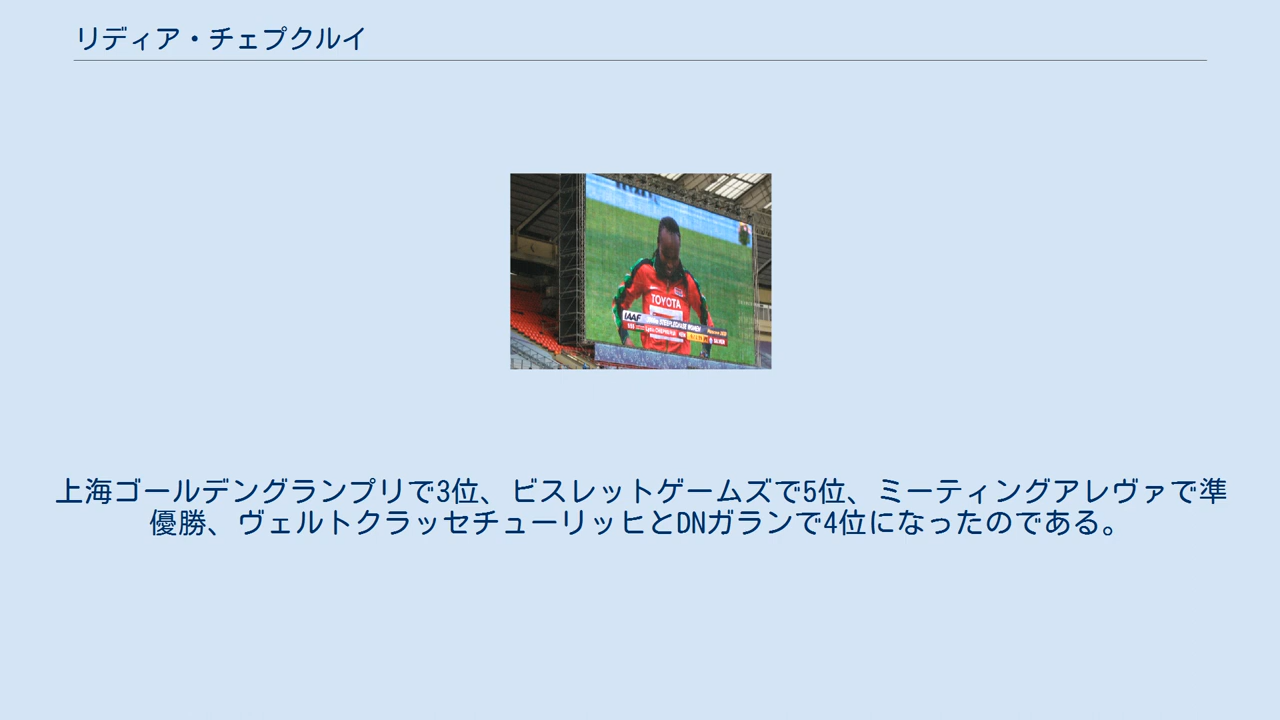 リディア・チェプクルイ
TOYOTA
IAAF
STEEPLECHASE WOMEN
上海ゴールデングランプリで3位、ビスレットゲームズで5位、ミーティングアレヴァで準
優勝、ヴェルトクラッセチューリッヒとDNガランで4位になったのである。